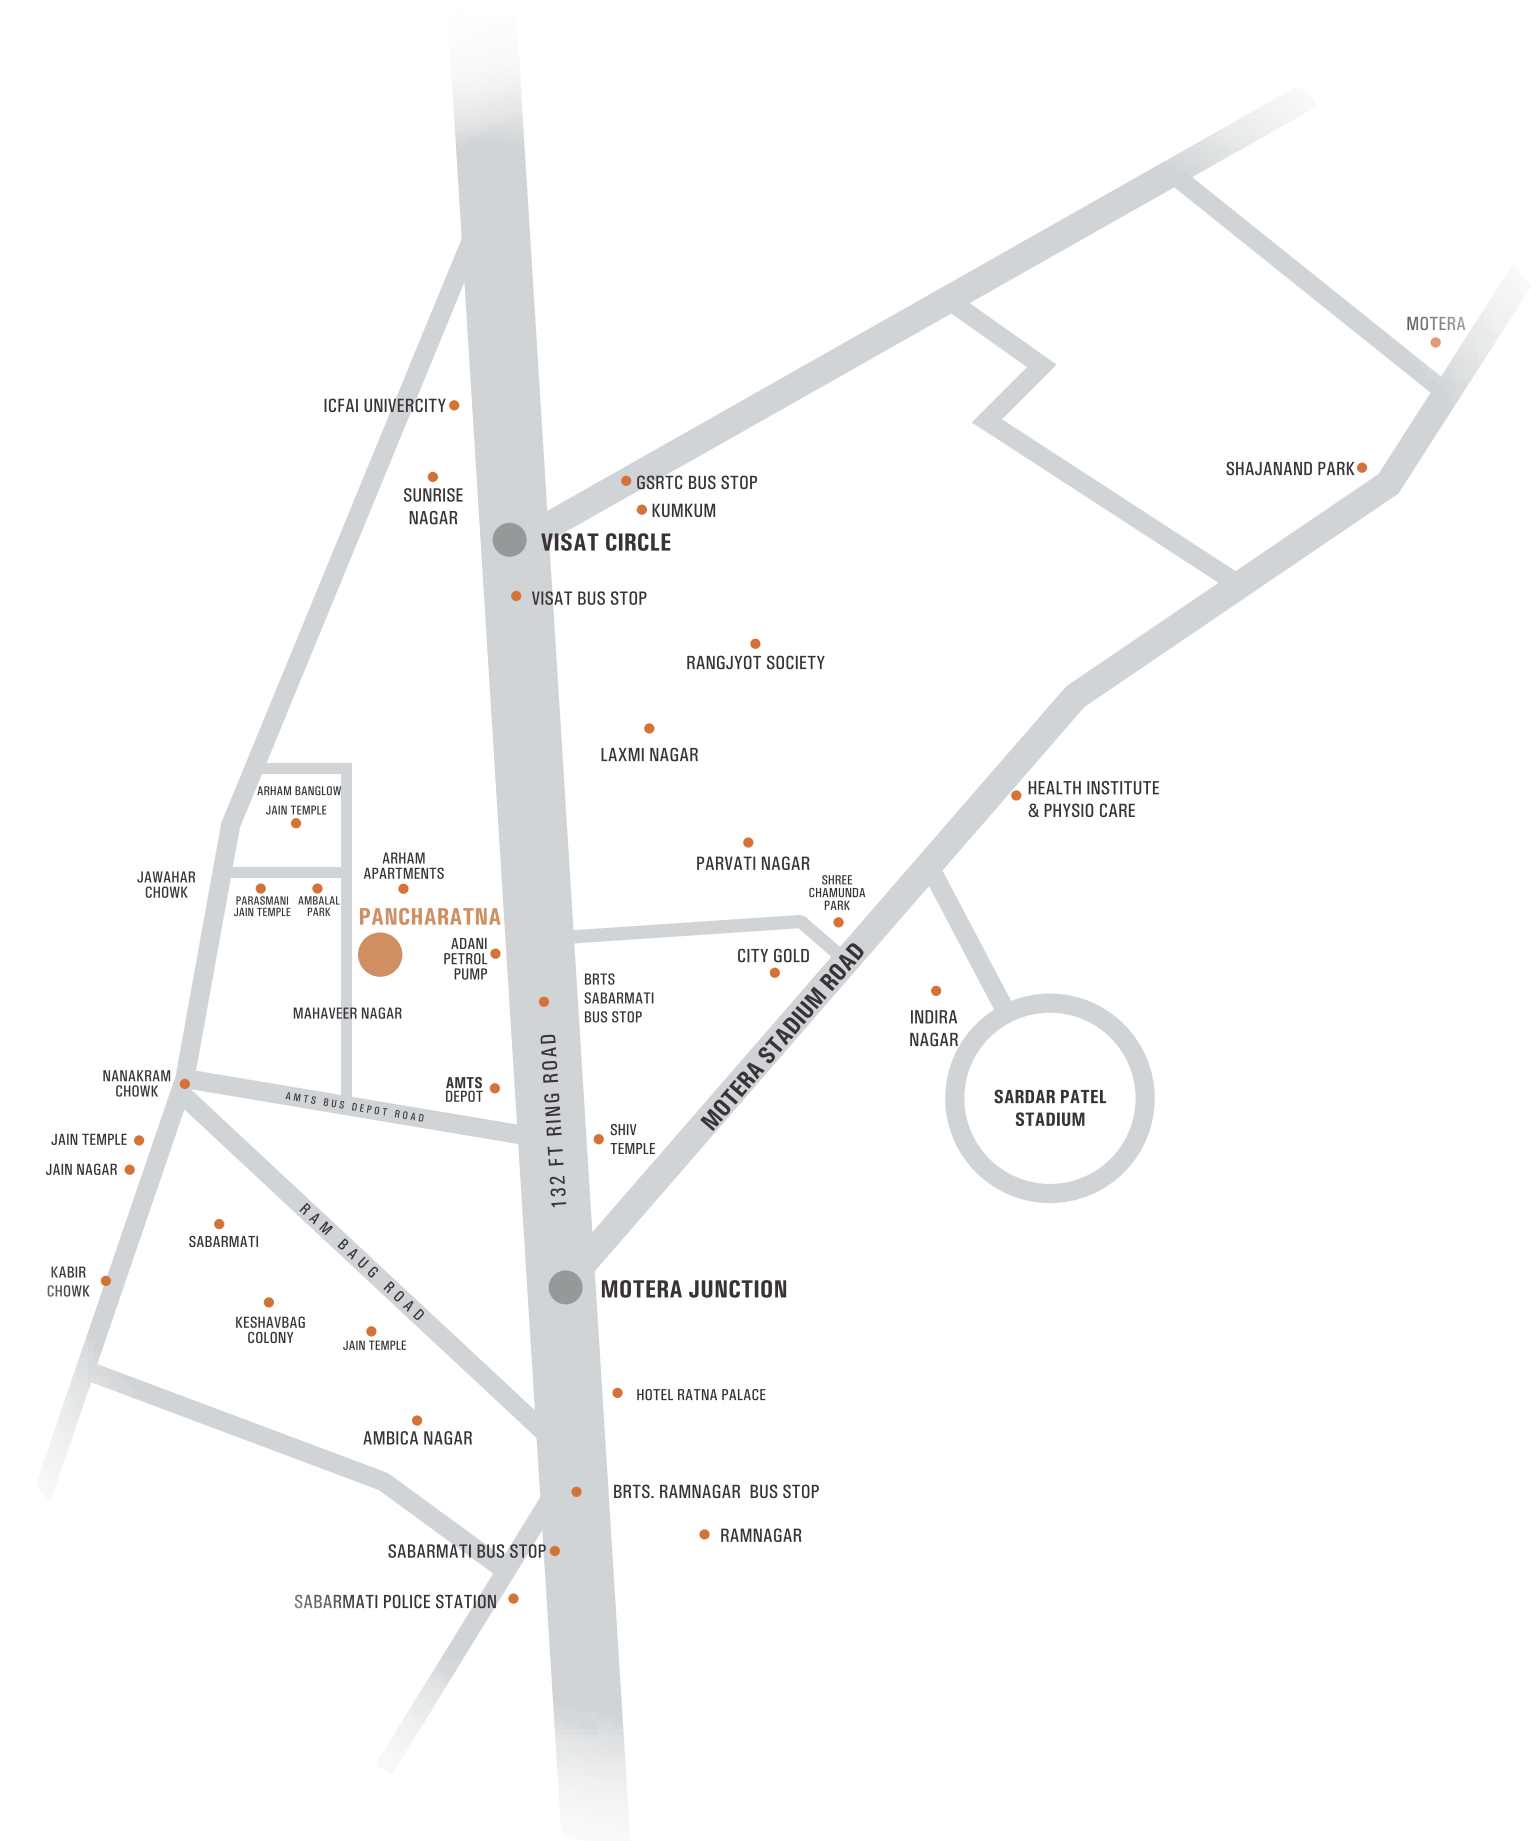 MOTERA
ICFAI UNIVERCITY
SHAJANAND PARK
SUNRISE
NAGAR
GSRTC BUS STOP
KUMKUM
VISAT CIRCLE
VISAT BUS STOP
RANGJYOT SOCIETY
LAXMI NAGAR
HEALTH INSTITUTE
& PHYSIO CARE
ARHAM BANGLOW
JAIN TEMPLE
PARVATI NAGAR
JAWAHAR
CHOWK
ARHAM
APARTMENTS
SHREE
CHAMUNDA
PARK
PARASMANI
JAIN TEMPLE
AMBALAL
PARK
PANCHARATNA
ADANI
PETROL
PUMP
CITY GOLD
MOTERA STADIUM ROAD
BRTS
SABARMATI
BUS STOP
INDIRA
NAGAR
MAHAVEER NAGAR
132 FT RING ROAD
NANAKRAM
CHOWK
AMTS
DEPOT
AMTS BUS DEPOT ROAD
SARDAR PATEL
STADIUM
JAIN TEMPLE
JAIN NAGAR
SHIV
TEMPLE
RAM BAUG ROAD
SABARMATI
KABIR
CHOWK
MOTERA JUNCTION
KESHAVBAG
COLONY
JAIN TEMPLE
HOTEL RATNA PALACE
AMBICA NAGAR
BRTS. RAMNAGAR  BUS STOP
RAMNAGAR
SABARMATI BUS STOP
SABARMATI POLICE STATION